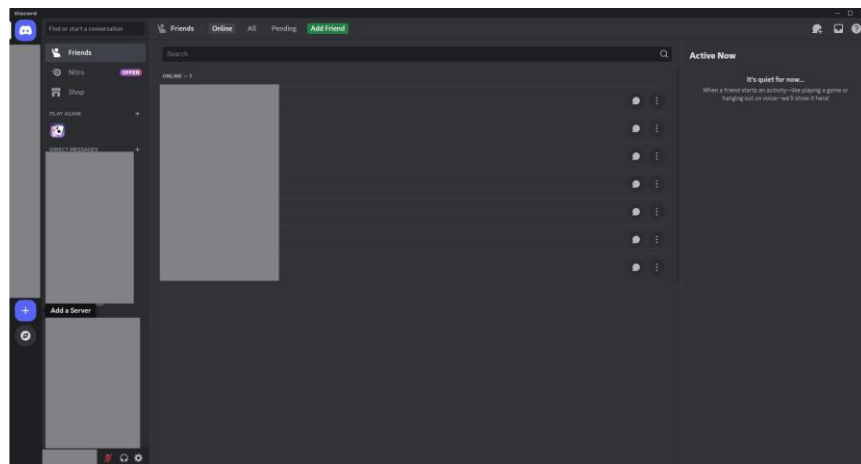 Discord
Find or start a conversation
Friends
Online
All
Pending
Add Friend
Friends
Nitro
OFFER
Shop
PLAY AGAIN
DIRECT MESSAGES
Add a Server
Search
ONLINE — 7
Active Now
It's quiet for now...
When a friend starts an activity—like playing a game or
hanging out on voice—we'll show it here!